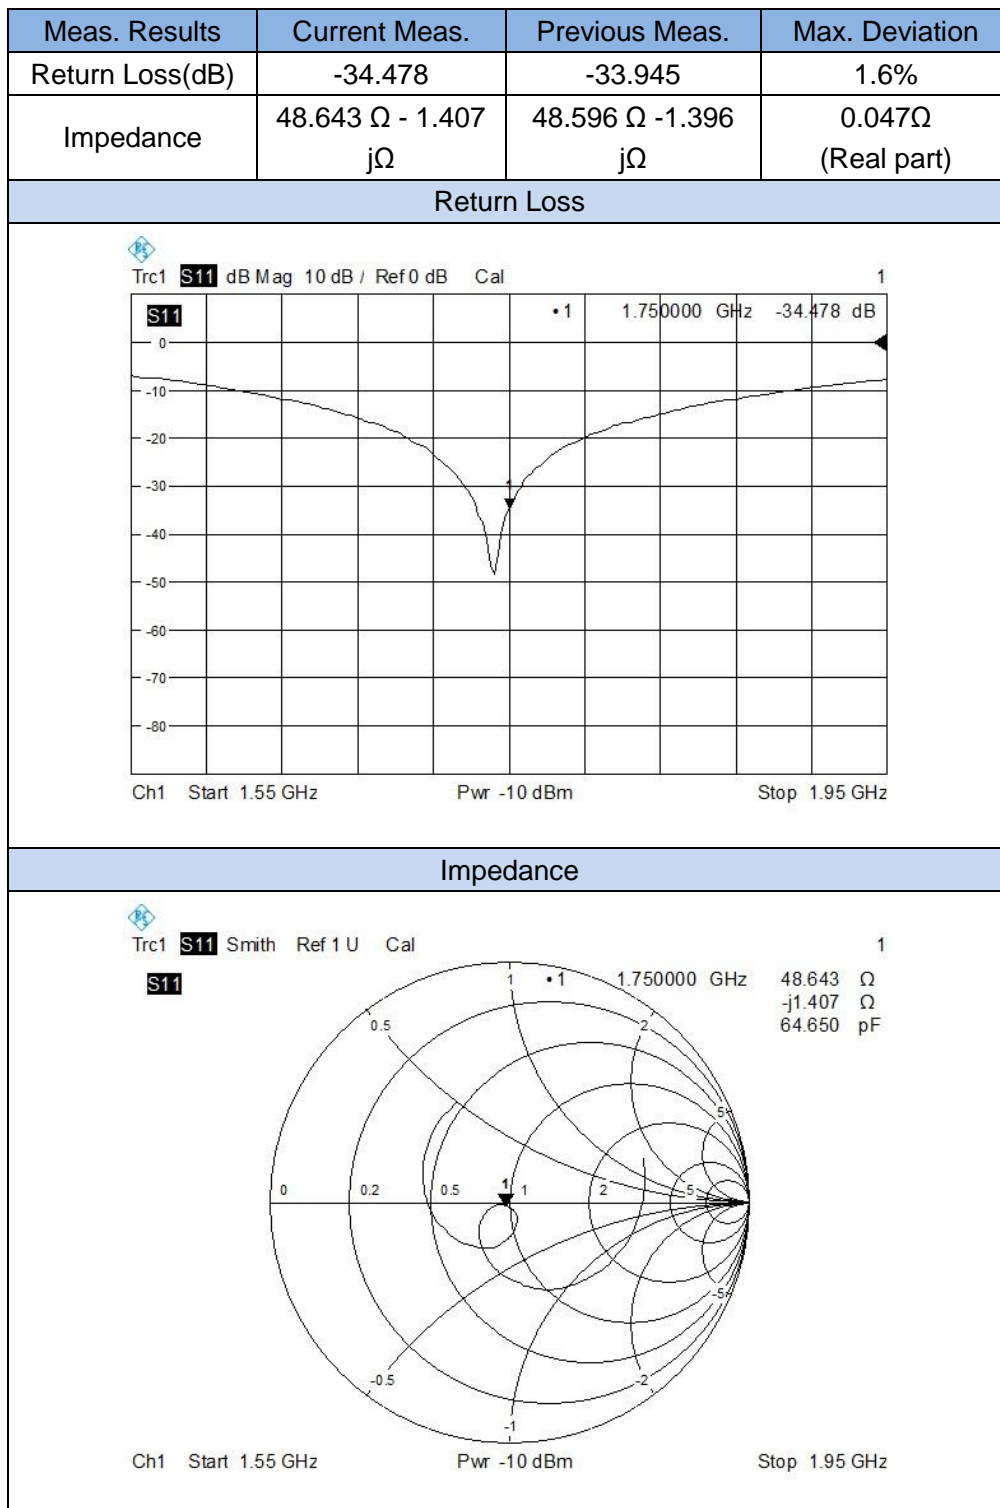 Meas. Results Current Meas. Previous Meas. Max. Deviation
Return Loss(dB) -34.478 -33.945 1.6%
Impedance 48.643 Ω - 1.407 jΩ 48.596 Ω -1.396 jΩ 0.047Ω (Real part)
Return Loss
Trc1 S11 dB Mag 10 dB / Ref 0 dB Cal 1
S11 •1 1.750000 GHz -34.478 dB
0
-10
-20
-30
1
-40
-50
-60
-70
-80
Ch1 Start 1.55 GHz Pwr -10 dBm Stop 1.95 GHz
Impedance
Trc1 S11 Smith Ref 1 U Cal 1
S11 1 •1 1.750000 GHz 48.643 Ω
-j1.407 Ω
0.5 2 64.650 pF
5
0 0.2 0.5 1 1 2 5
-5
-0.5 -2
-1
Ch1 Start 1.55 GHz Pwr -10 dBm Stop 1.95 GHz